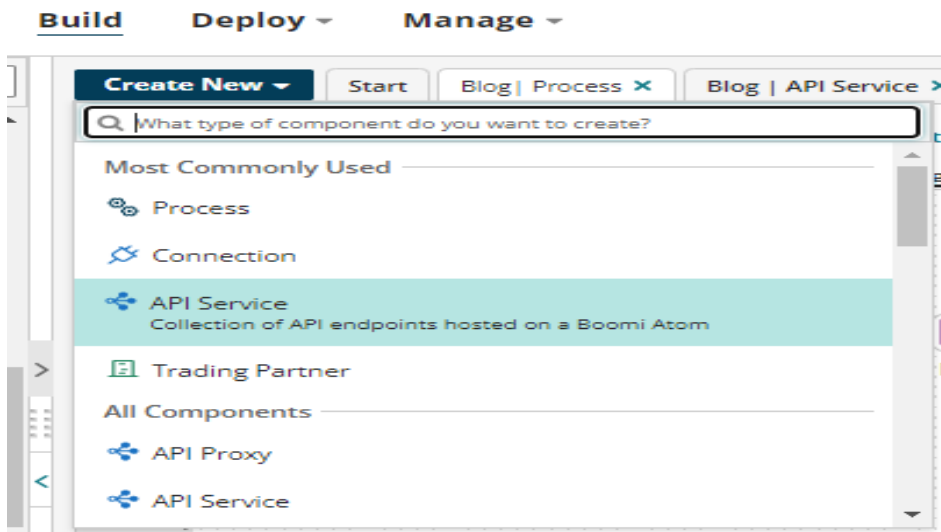 Build Deploy Manage
Create New Start Blog| Process × Blog | API Service ×
What type of component do you want to create?
Most Commonly Used
Process
Connection
API Service
Collection of API endpoints hosted on a Boomi Atom
Trading Partner
All Components
API Proxy
API Service